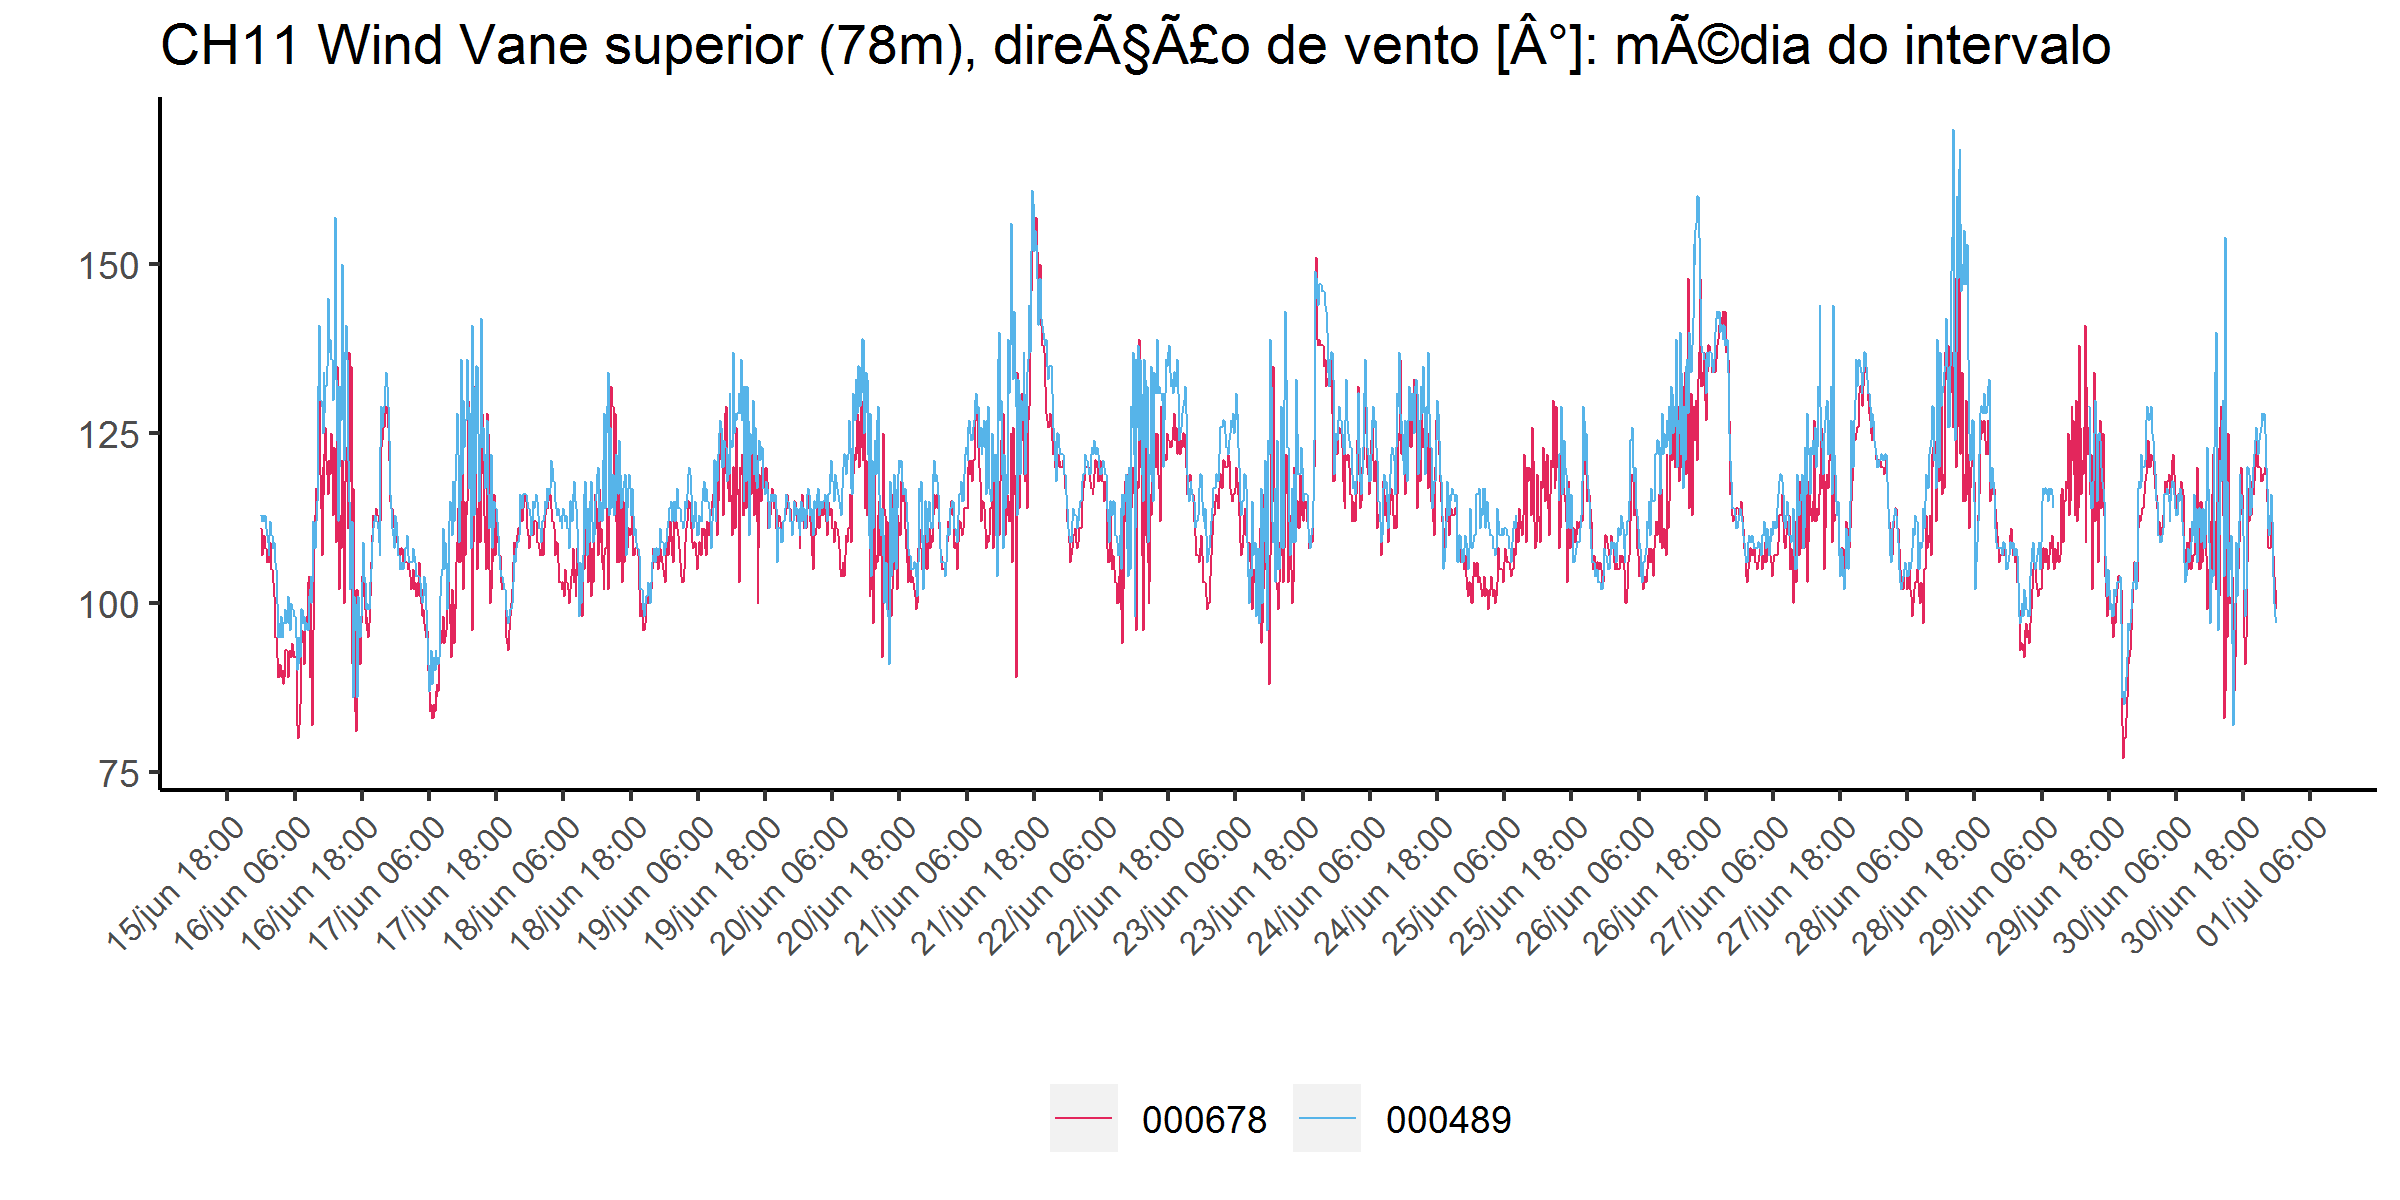 CH11 Wind Vane superior (78m), direÃ§Ã£o de vento [Â°]: mÃ©dia do intervalo
150
125
100
75
15/jun 18:00
16/jun 06:00
16/jun 18:00
17/jun 06:00
17/jun 18:00
18/jun 06:00
18/jun 18:00
19/jun 06:00
19/jun 18:00
20/jun 06:00
20/jun 18:00
21/jun 06:00
21/jun 18:00
22/jun 06:00
22/jun 18:00
23/jun 06:00
23/jun 18:00
24/jun 06:00
24/jun 18:00
25/jun 06:00
25/jun 18:00
26/jun 06:00
26/jun 18:00
27/jun 06:00
27/jun 18:00
28/jun 06:00
28/jun 18:00
29/jun 06:00
29/jun 18:00
30/jun 06:00
30/jun 18:00
01/jul 06:00
000678
000489